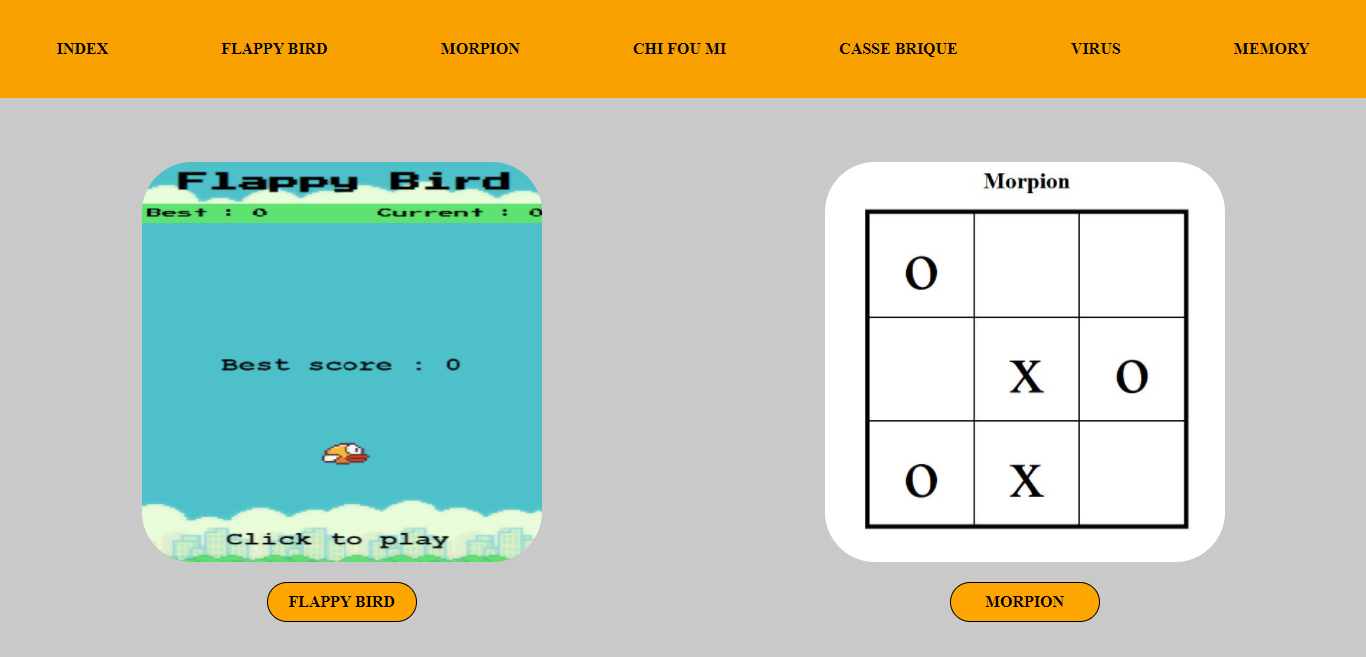 INDEX FLAPPY BIRD MORPION CHI FOU MI CASSE BRIQUE VIRUS MEMORY
Flappy Bird
Best : 0 Current : 0
Best score : 0
Click to play
FLAPPY BIRD
Morpion
O
X O
O X
MORPION